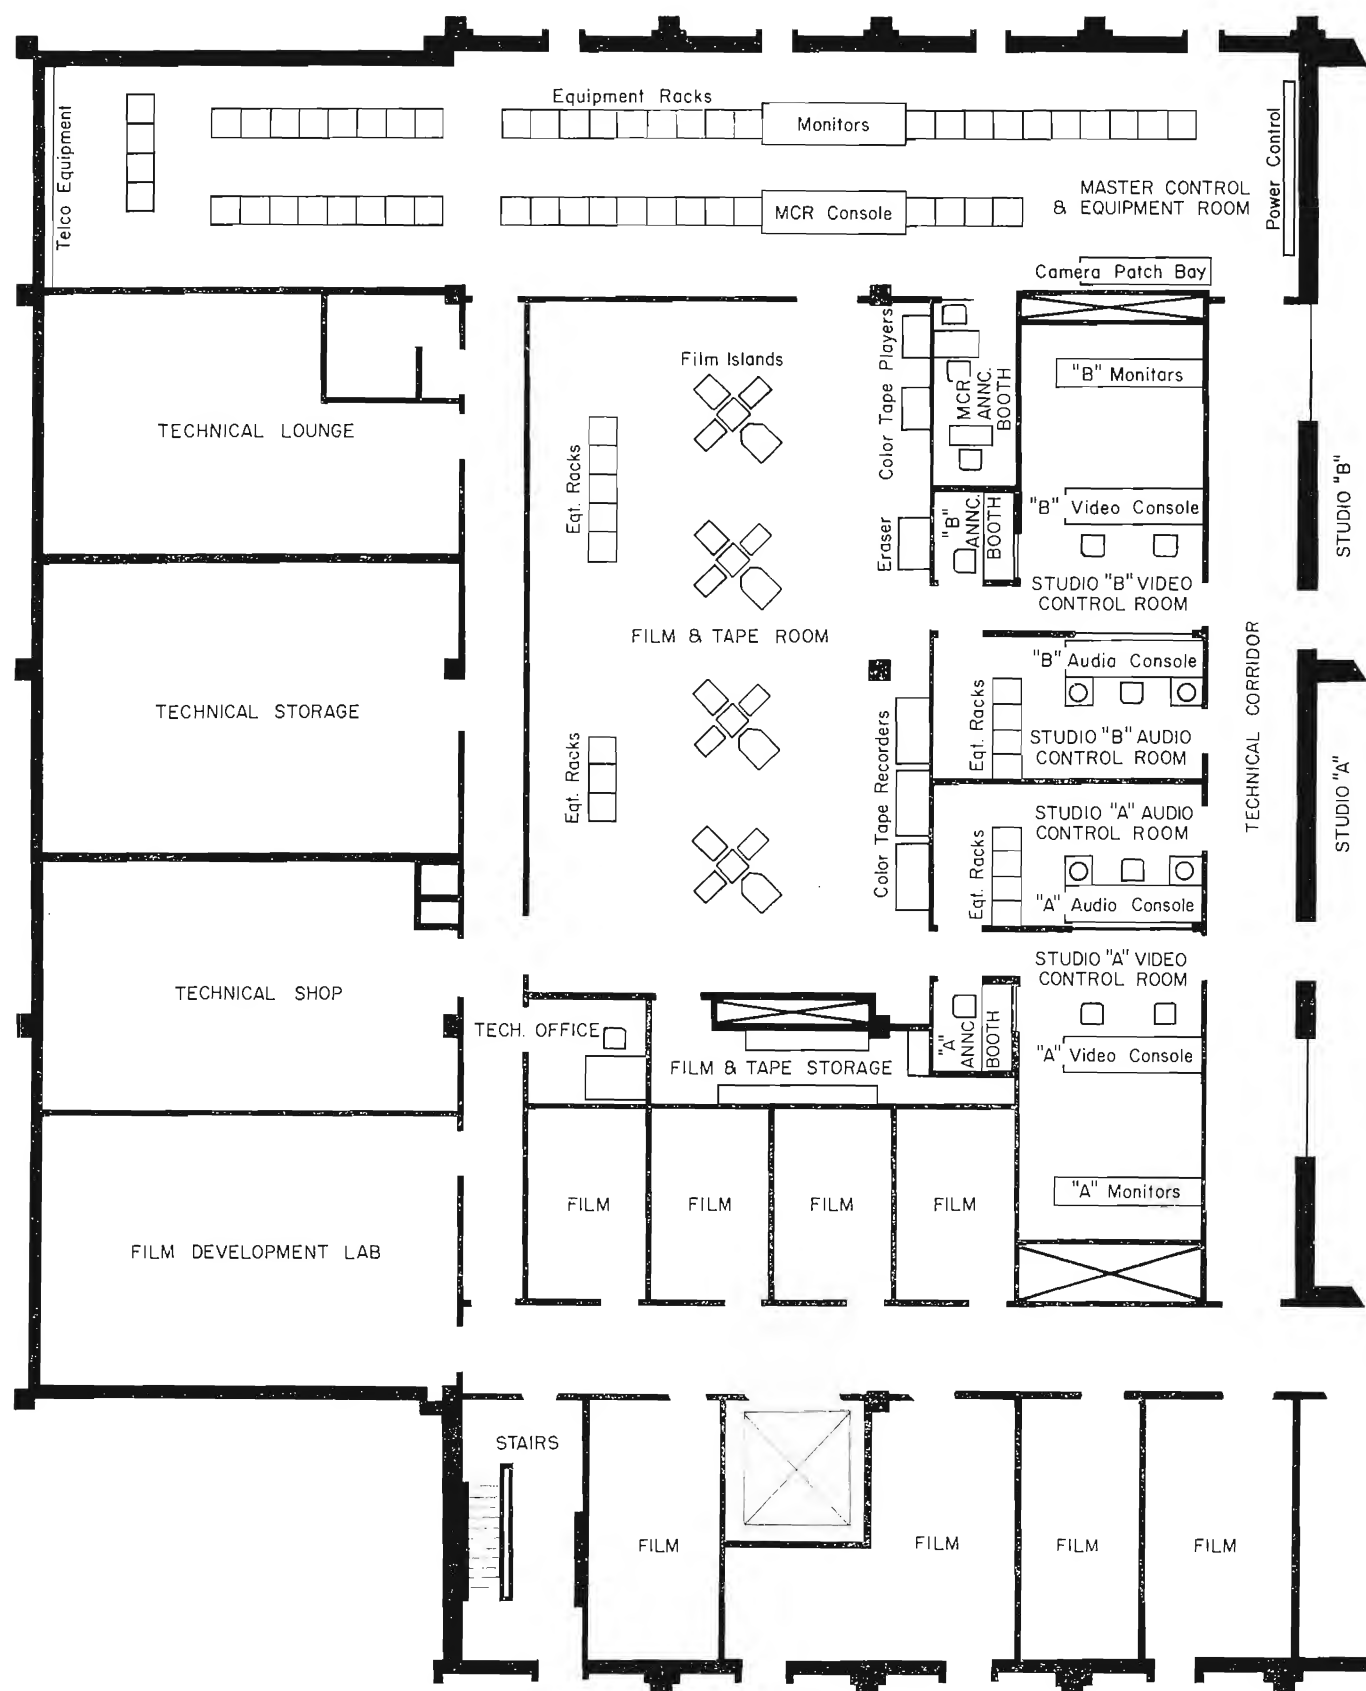 Equipment Racks
Monitors
Telco Equipment
Power Control
MASTER CONTROL
& EQUIPMENT ROOM
MCR Console
Camera Patch Bay
Film Islands
Color Tape Players
MCR
ANNC.
BOOTH
"B" Monitars
TECHNICAL LOUNGE
Eqt. Racks
STUDIO "B"
Eraser
"B"
ANNC.
BOOTH
"B" Video Console
STUDIO "B" VIDEO
CONTROL ROOM
FILM & TAPE ROOM
"B" Audia Console
TECHNICAL CORRIDOR
TECHNICAL STORAGE
Eqt. Racks
STUDIO "B" AUDIO
CONTROL ROOM
Eqt. Racks
Color Tape Recorders
STUDIO "A"
STUDIO "A" AUDIO
CONTROL ROOM
Eqt. Racks
"A" Audio Console
STUDIO "A" VIDEO
CONTROL ROOM
TECHNICAL SHOP
TECH. OFFICE
"A"
ANNC
BOOTH
"A" Video Console
FILM & TAPE STORAGE
"A" Monitors
FILM
FILM
FILM
FILM
FILM DEVELOPMENT LAB
STAIRS
FILM
FILM
FILM
FILM